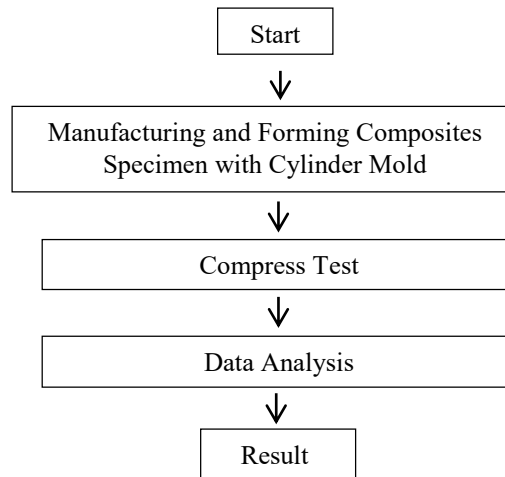 Start
Manufacturing and Forming Composites
Specimen with Cylinder Mold
Compress Test
Data Analysis
Result